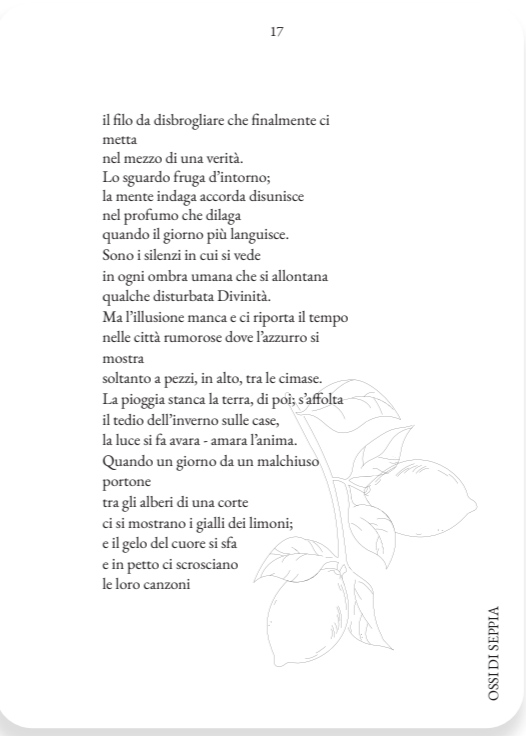 17
il filo da disbrogliare che finalmente ci
metta
nel mezzo di una verità.
Lo sguardo fruga d'intorno;
la mente indaga accorda disunisce
nel profumo che dilaga
quando il giorno più languisce.
Sono i silenzi in cui si vede
in ogni ombra umana che si allontana
qualche disturbata Divinità.
Ma l'illusione manca e ci riporta il tempo
nelle città rumorose dove l'azzurro si
mostra
soltanto a pezzi, in alto, tra le cimase.
La pioggia stanca la terra, di poi; s'affolta
il tedio dell'inverno sulle case,
la luce si fa avara - amara l'anima.
Quando un giorno da un malchiuso
portone
tra gli alberi di una corte
ci si mostrano i gialli dei limoni;
e il gelo del cuore si sfa
e in petto ci scrosciano
le loro canzoni
OSSI DI SEPPIA